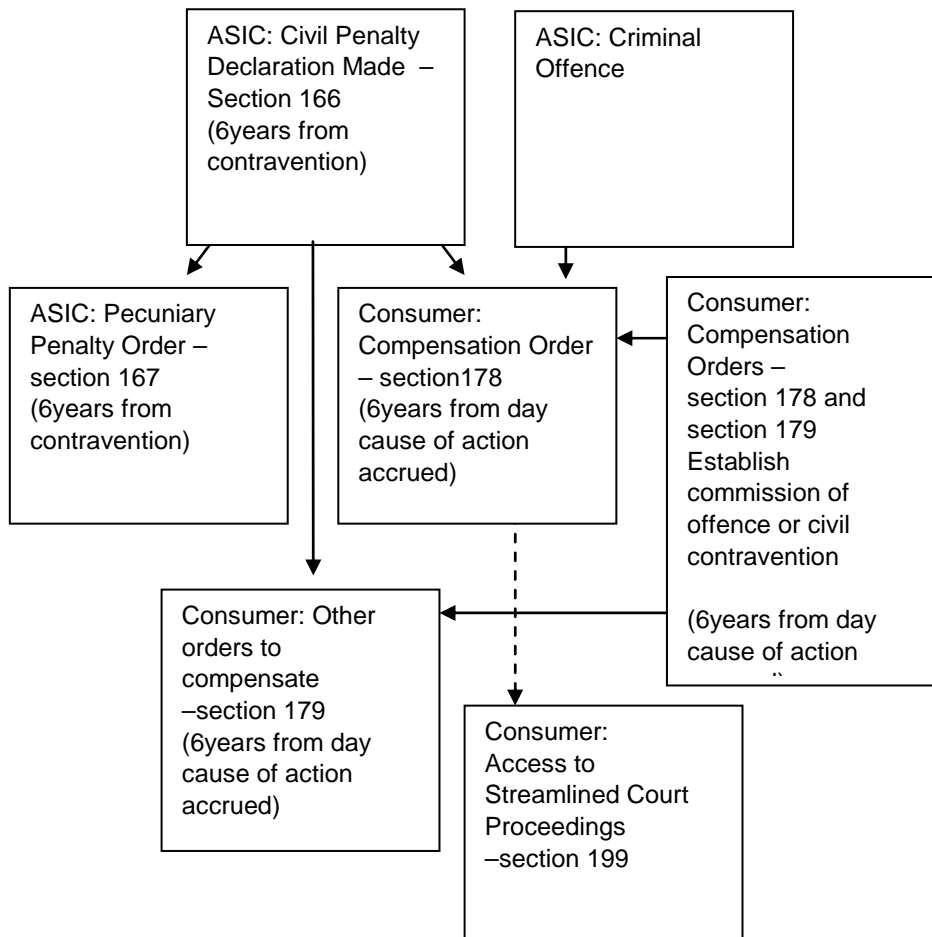 ASIC: Civil Penalty
Declaration Made –
Section 166
(6years from
contravention)
ASIC: Criminal
Offence
ASIC: Pecuniary
Penalty Order –
section 167
(6years from
contravention)
Consumer:
Compensation Order
– section178
(6years from day
cause of action
accrued)
Consumer:
Compensation
Orders –
section 178 and
section 179
Establish
commission of
offence or civil
contravention
(6years from day
cause of action
Consumer: Other
orders to
compensate
–section 179
(6years from day
cause of action
accrued)
Consumer:
Access to
Streamlined Court
Proceedings
–section 199